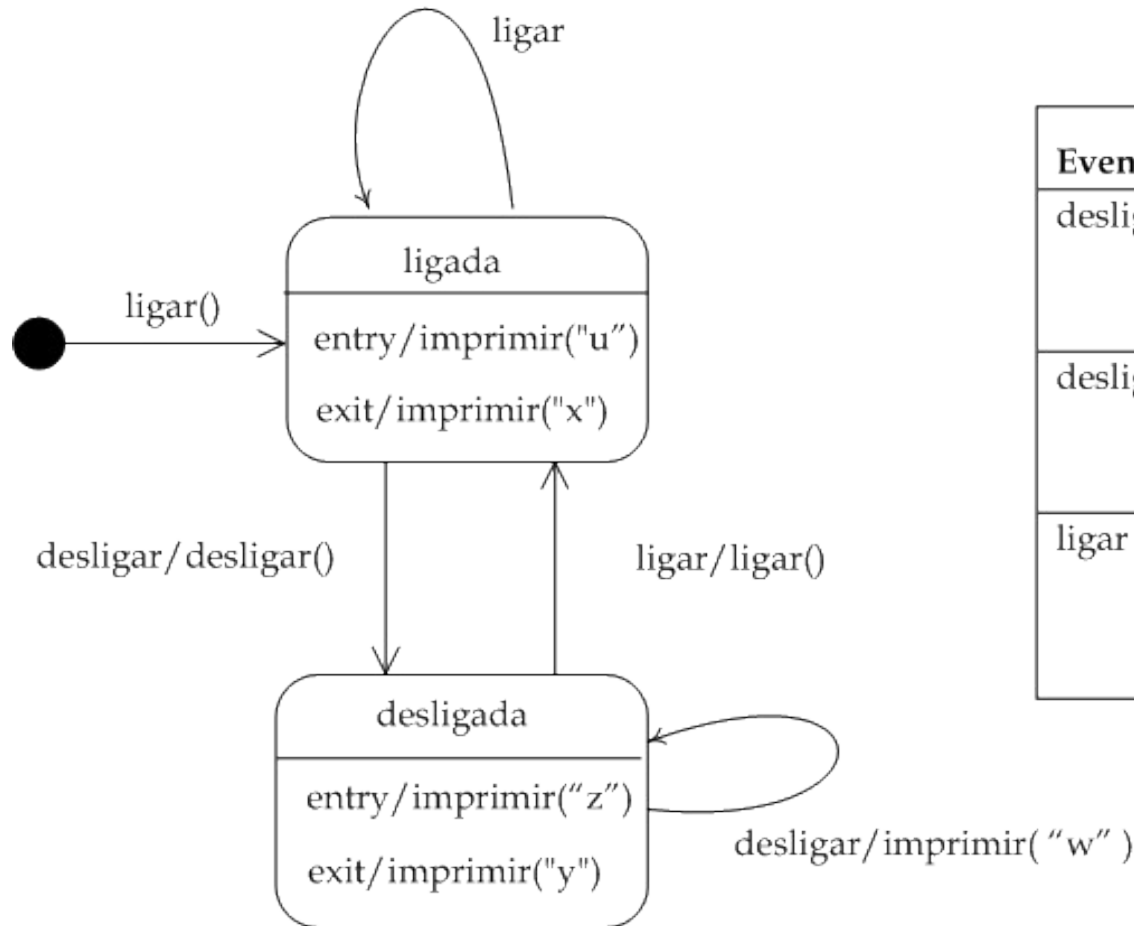 ligar
ligada
ligar()
entry/imprimir("u”)
exit/imprimir("x")
desligar/desligar()
ligar/ligar()
desligada
entry/imprimir(“z”)
exit/imprimir("y")
desligar/imprimir( “w” )
ligar